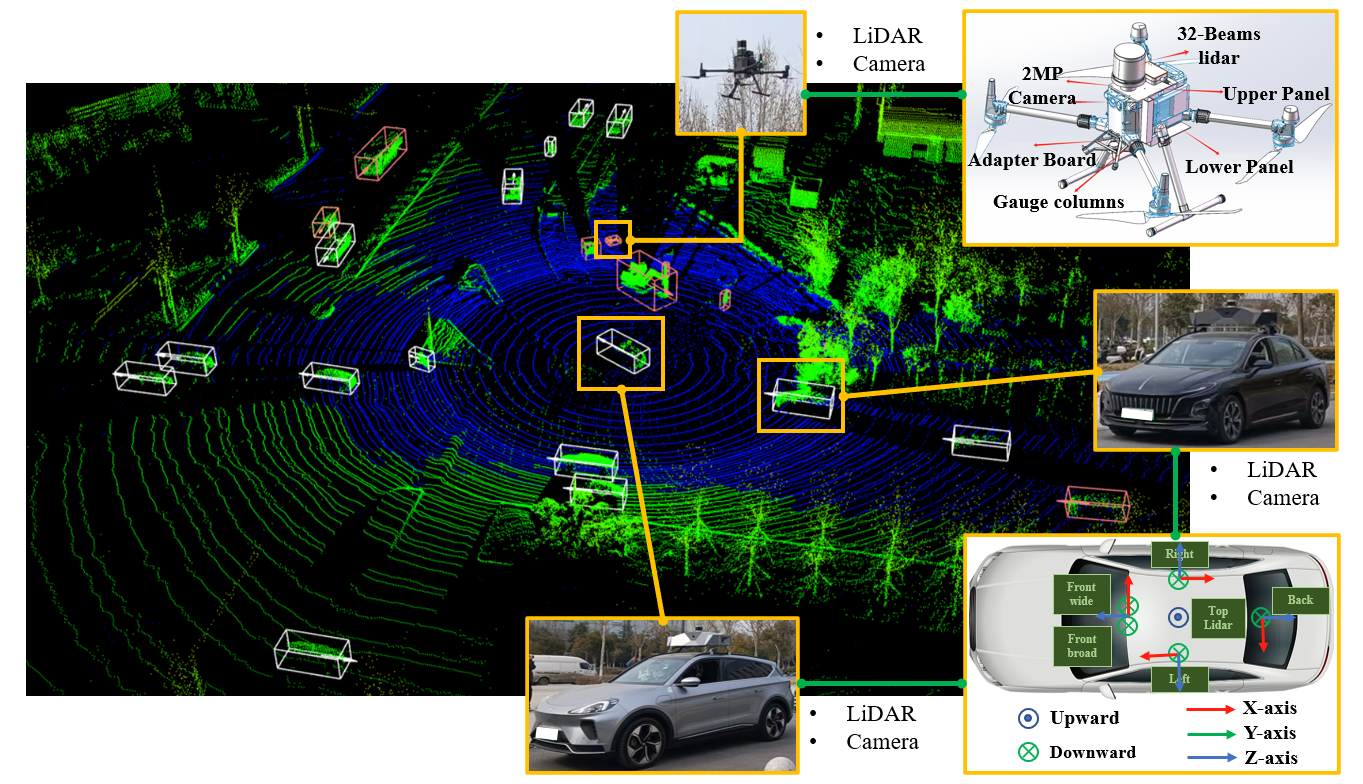 • LiDAR
• Camera
32-Beams
lidar
2MP
Camera
Upper Panel
Adapter Board
Lower Panel
Gauge columns
• LiDAR
• Camera
Right
Front
wide
Top
Lidar
Back
Front
broad
Left
• LiDAR
• Camera
Upward
Downward
X-axis
Y-axis
Z-axis